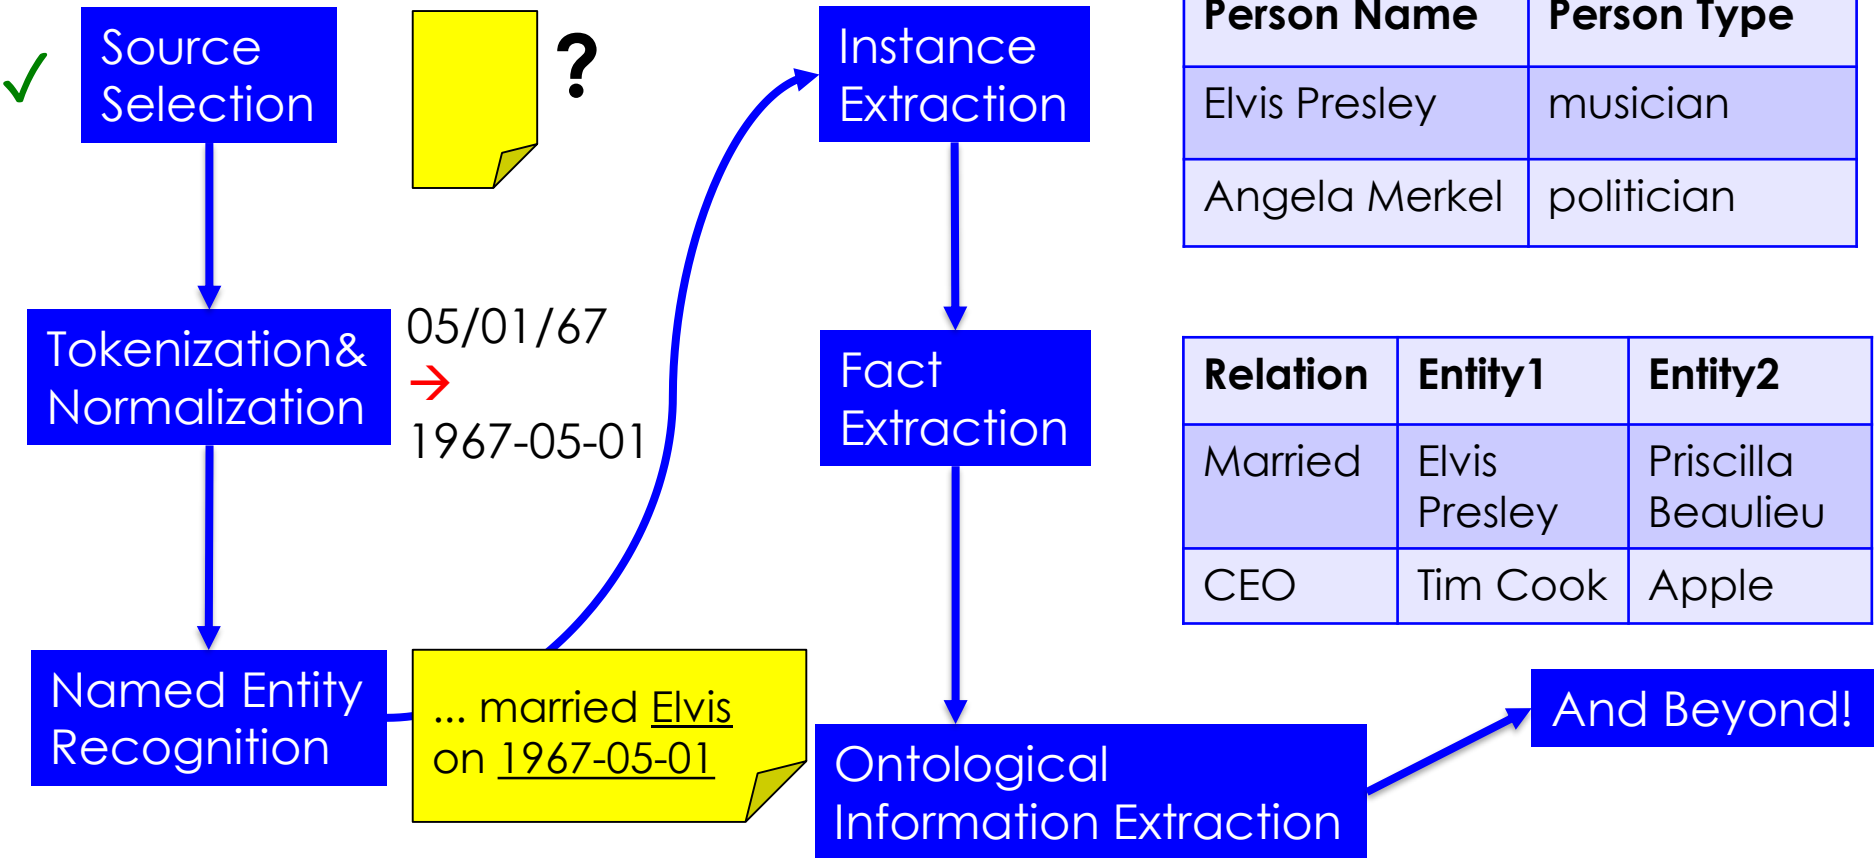 ✓
Source
Selection
?
Tokenization&
Normalization
05/01/67
→
1967-05-01
Named Entity
Recognition
... married Elvis
on 1967-05-01
Instance
Extraction
Person Name | Person Type
Elvis Presley | musician
Angela Merkel | politician
Fact
Extraction
Relation | Entity1 | Entity2
Married | Elvis
Presley | Priscilla
Beaulieu
CEO | Tim Cook | Apple
Ontological
Information Extraction
And Beyond!